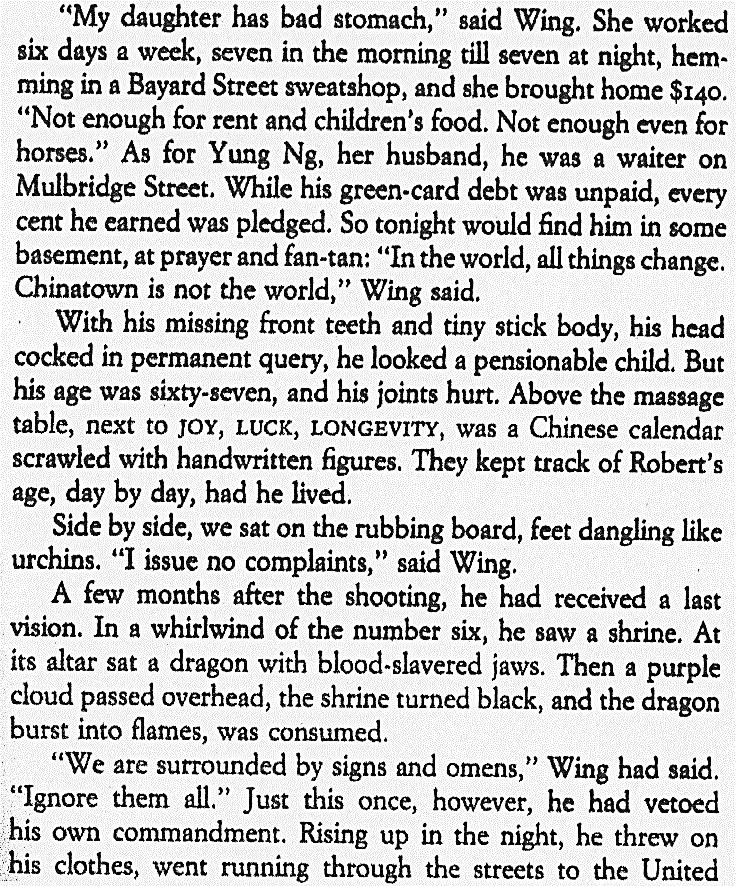 “My daughter has bad stomach,” said Wing. She worked
six days a week, seven in the morning till seven at night, hem-
ming in a Bayard Street sweatshop, and she brought home $140.
“Not enough for rent and children’s food. Not enough even for
horses.” As for Yung Ng, her husband, he was a waiter on
Mulbridge Street. While his green-card debt was unpaid, every
cent he earned was pledged. So tonight would find him in some
basement, at prayer and fan-tan: “In the world, all things change.
Chinatown is not the world,” Wing said.
With his missing front teeth and tiny stick body, his head
cocked in permanent query, he looked a pensionable child. But
his age was sixty-seven, and his joints hurt. Above the massage
table, next to JOY, LUCK, LONGEVITY, was a Chinese calendar
scrawled with handwritten figures. They kept track of Robert’s
age, day by day, had he lived.
Side by side, we sat on the rubbing board, feet dangling like
urchins. “I issue no complaints,” said Wing.
A few months after the shooting, he had received a last
vision. In a whirlwind of the number six, he saw a shrine. At
its altar sat a dragon with blood-slavered jaws. Then a purple
cloud passed overhead, the shrine turned black, and the dragon
burst into flames, was consumed.
“We are surrounded by signs and omens,” Wing had said.
“Ignore them all.” Just this once, however, he had vetoed
his own commandment. Rising up in the night, he threw on
his clothes, went running through the streets to the United